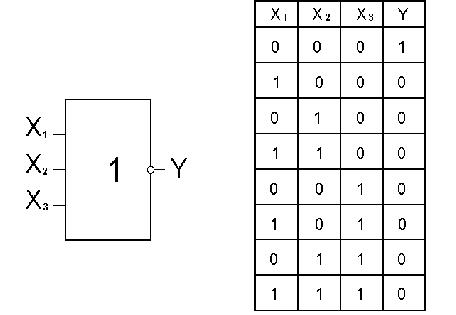 X₁
X₂
X₃
1
Y
X₁ X₂ X₃ Y
0 0 0 1
1 0 0 0
0 1 0 0
1 1 0 0
0 0 1 0
1 0 1 0
0 1 1 0
1 1 1 0